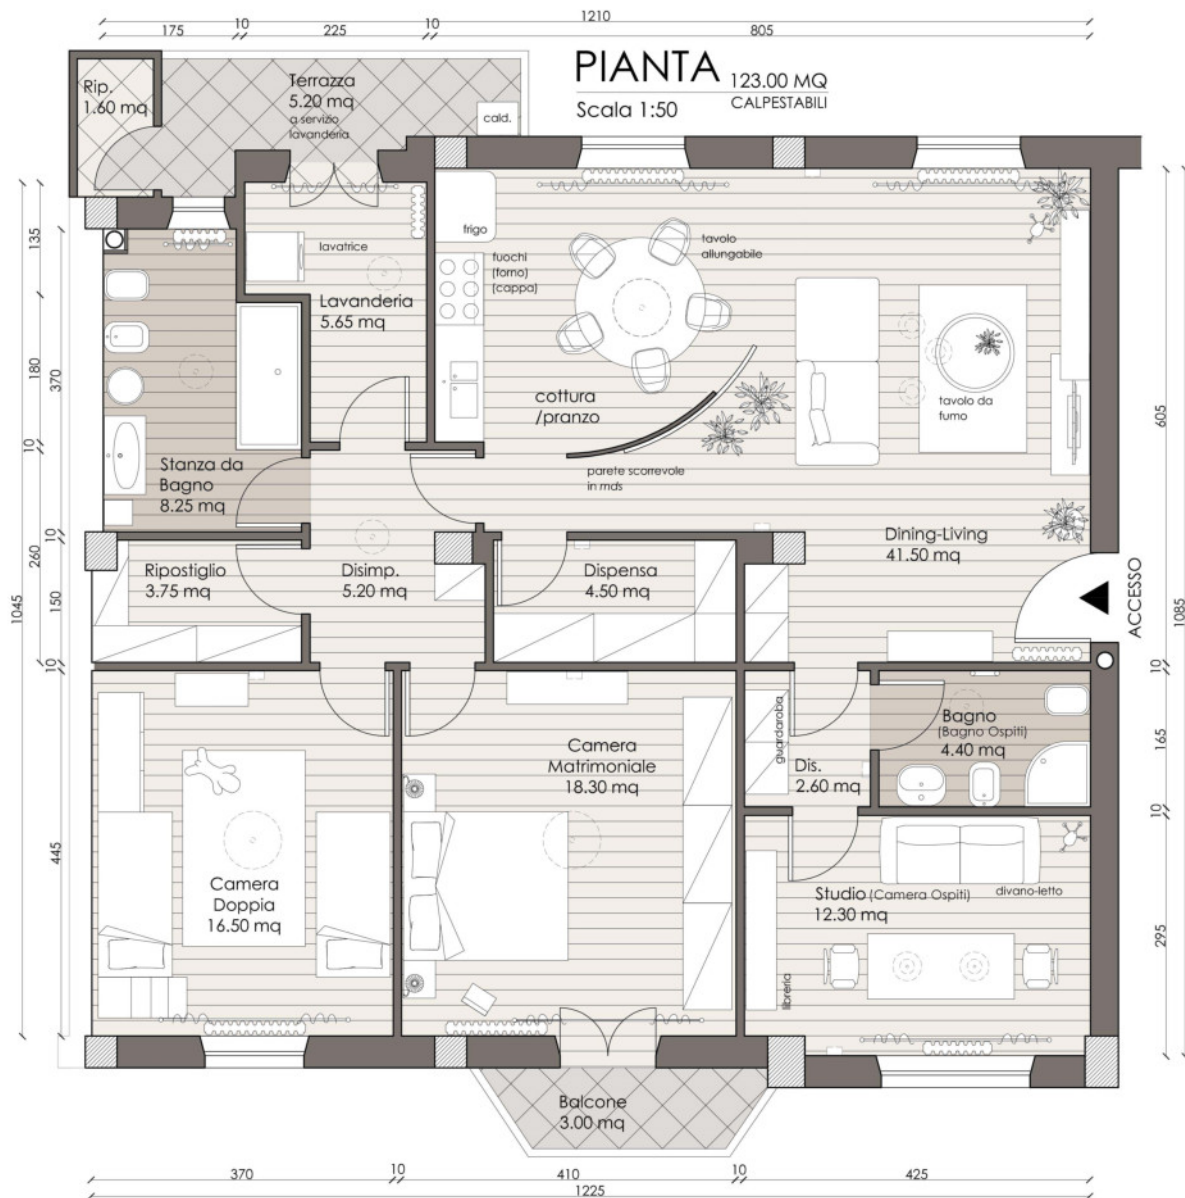 1210
10
10
175
225
805
PIANTA 123.00 MQ
CALPESTABILI
Scala 1:50
Rip.
1.60 mq
Terrazza
5.20 mq
a servizio
lavanderia
cald.
frigo
lavatrice
fuochi
(forno)
(cappa)
tavolo
allungabile
Lavanderia
5.65 mq
cottura
/pranzo
tavolo da
fumo
parete scorrevole
in mds
Stanza da
Bagno
8.25 mq
Dining-Living
41.50 mq
Ripostiglio
3.75 mq
Disimp.
5.20 mq
Dispensa
4.50 mq
ACCESSO
guardaroba
Bagno
(Bagno Ospiti)
4.40 mq
Dis.
2.60 mq
Camera
Matrimoniale
18.30 mq
Camera
Doppia
16.50 mq
Studio (Camera Ospiti)
12.30 mq
divano-letto
libreria
Balcone
3.00 mq
135
180
370
10
10
260
150
1045
10
445
605
1085
10
165
10
295
370
10
410
10
425
1225